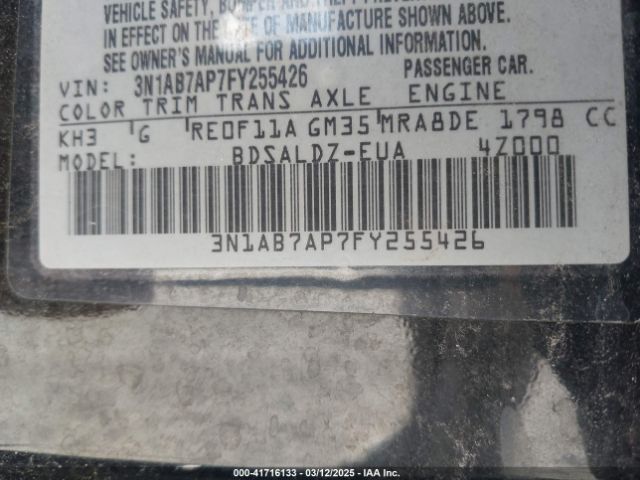 VEHICLE SAFETY, BUMPER AND THEFT PREVENTION
IN EFFECT ON THE DATE OF MANUFACTURE SHOWN ABOVE.
SEE OWNER'S MANUAL FOR ADDITIONAL INFORMATION.
VIN: 3N1AB7AP7FY255426 PASSENGER CAR.
COLOR TRIM TRANS AXLE ENGINE
KH3 G RE0F11A GM35 MRA8DE 1798 CC
MODEL: BDSALDZ-EUA 4Z000
3N1AB7AP7FY255426
000-41716133 - 03/12/2025 - IAA Inc.